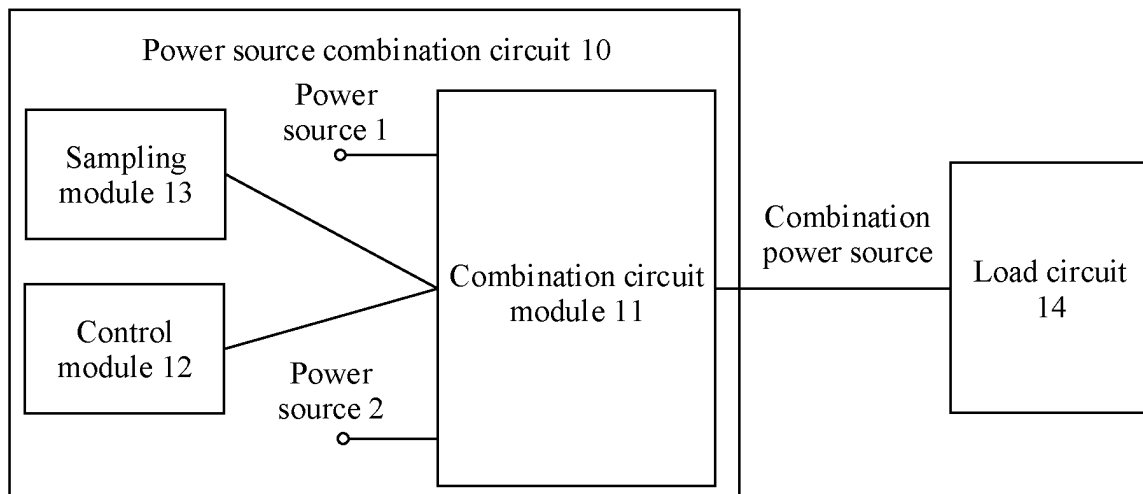 Power source combination circuit 10
Power
source 1
Sampling
module 13
Combination circuit
module 11
Control
module 12
Power
source 2
Combination
power source
Load circuit
14